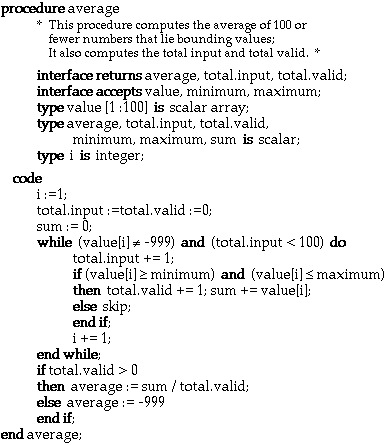 procedure average
* This procedure computes the average of 100 or
fewer numbers that lie bounding values;
It also computes the total input and total valid. *
interface returns average, total.input, total.valid;
interface accepts value, minimum, maximum;
type value [1 :100] is scalar array;
type average, total.input, total.valid,
minimum, maximum, sum is scalar;
type i is integer;
code
i :=1;
total.input :=total.valid :=0;
sum := 0;
while (value[i] ≠ -999) and (total.input < 100) do
total.input += 1;
if (value[i] ≥ minimum) and (value[i] ≤ maximum)
then total.valid += 1; sum += value[i];
else skip;
end if;
i += 1;
end while;
if total.valid > 0
then average := sum / total.valid;
else average := -999
end if;
end average;